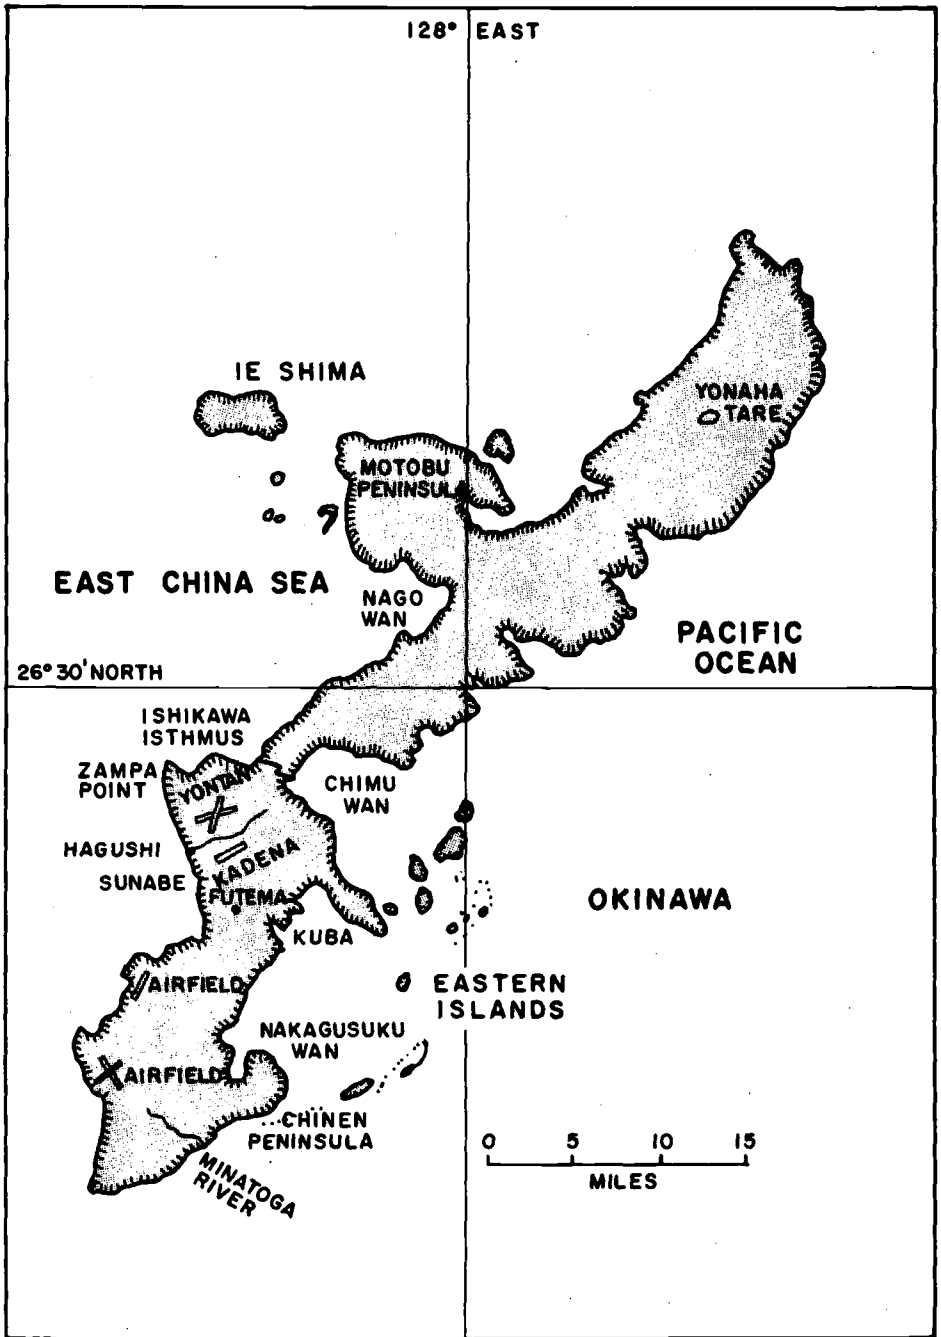 128° EAST
IE SHIMA
YONAHA
TARE
MOTOBU
PENINSULA
EAST CHINA SEA
NAGO
WAN
PACIFIC
OCEAN
26° 30' NORTH
ISHIKAWA
ISTHMUS
ZAMPA
POINT
YONTAN
CHIMU
WAN
HAGUSHI
KADENA
SUNABE
FUTEMA
OKINAWA
KUBA
AIRFIELD
EASTERN
ISLANDS
NAKAGUSUKU
WAN
AIRFIELD
CHINEN
PENINSULA
0 5 10 15
MILES
MINATOGA
RIVER